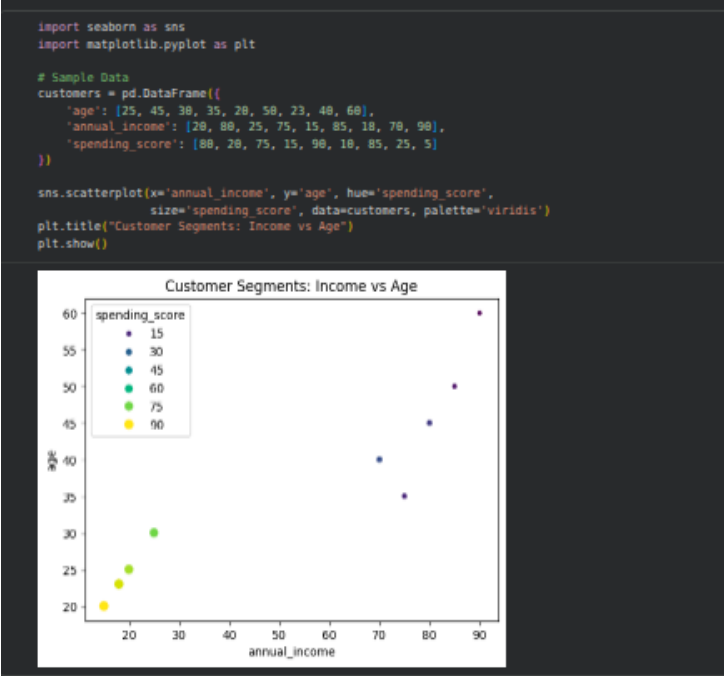 import seaborn as sns
import matplotlib.pyplot as plt
# Sample Data
customers = pd.DataFrame({
'age': [25, 45, 30, 35, 20, 50, 23, 40, 60],
'annual_income': [20, 80, 25, 75, 15, 85, 18, 70, 90],
'spending_score': [80, 20, 75, 15, 90, 10, 85, 25, 5]
})
sns.scatterplot(x='annual_income', y='age', hue='spending_score',
size='spending_score', data=customers, palette='viridis')
plt.title("Customer Segments: Income vs Age")
plt.show()
Customer Segments: Income vs Age
spending_score
15
30
45
60
75
90
60
55
50
45
40
35
30
25
20
age
20 30 40 50 60 70 80 90
annual_income